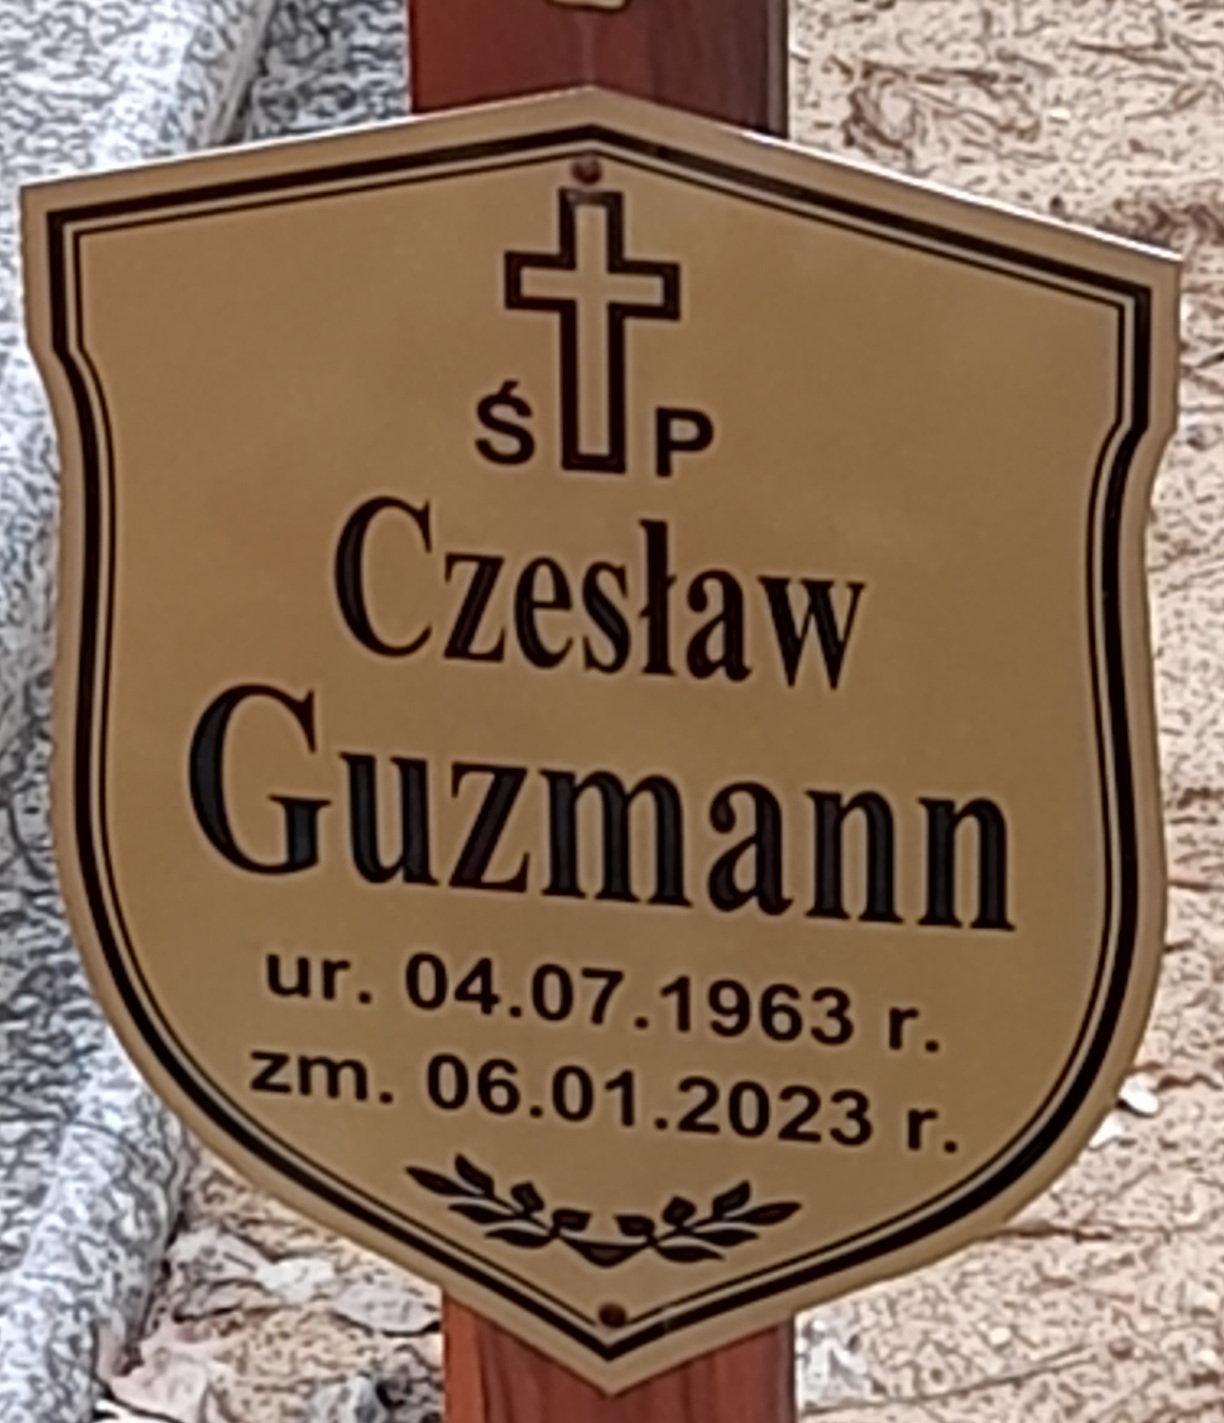 Ś P
Czesław
Guzmann
ur. 04.07.1963 r.
zm. 06.01.2023 r.